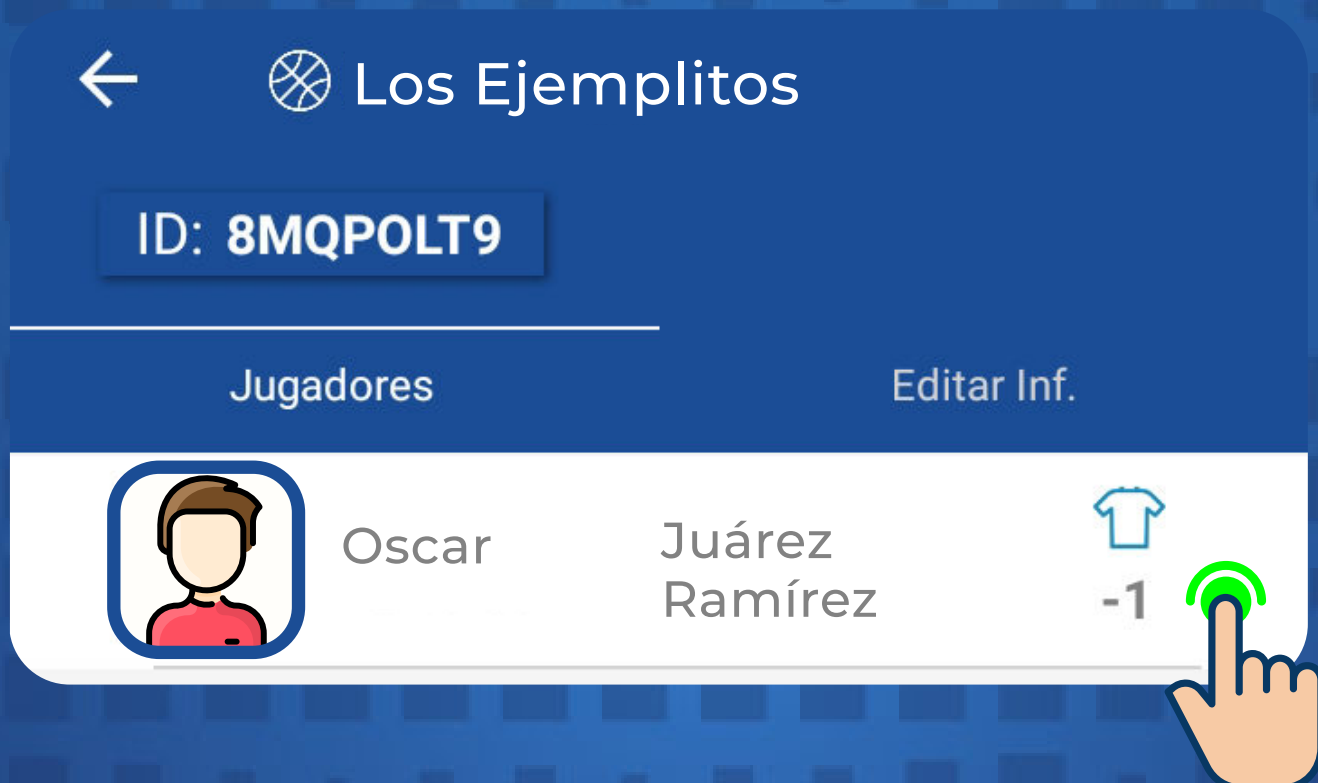 Los Ejemplitos
ID: 8MQPOLT9
Jugadores
Editar Inf.
Oscar
Juárez
Ramírez
-1